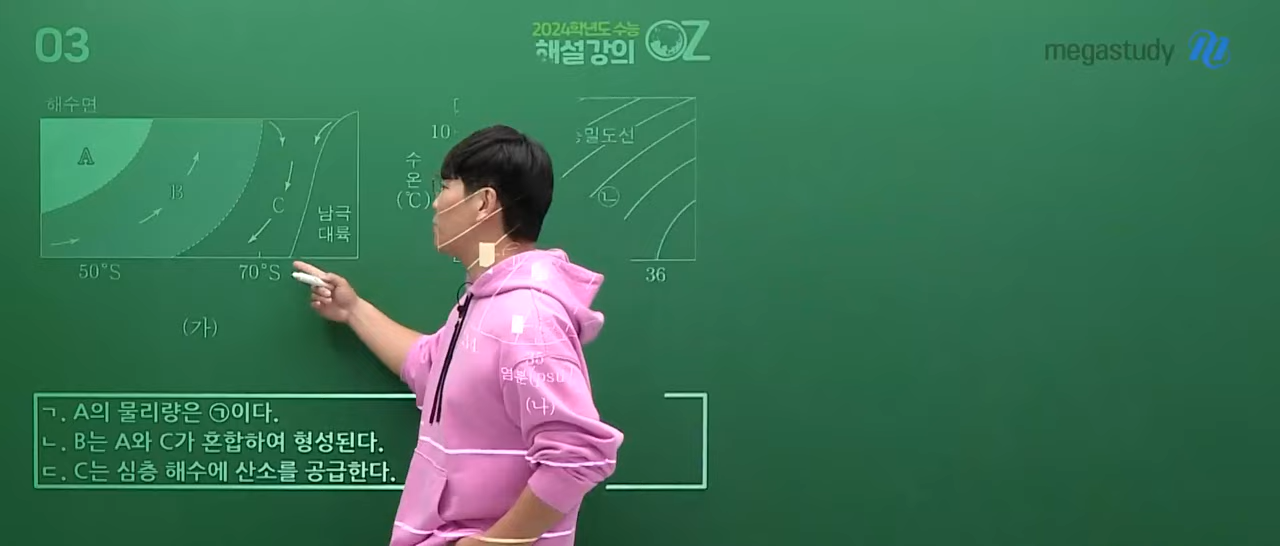 03
2024학년도 수능
해설강의 OZ
megastudy
해수면
A
B
C
남극
대륙
50°S
70°S
(가)
10
수
온
(℃)
등밀도선
㉡
36
35
염분(psu)
(나)
ㄱ. A의 물리량은 ㉠이다.
ㄴ. B는 A와 C가 혼합하여 형성된다.
ㄷ. C는 심층 해수에 산소를 공급한다.